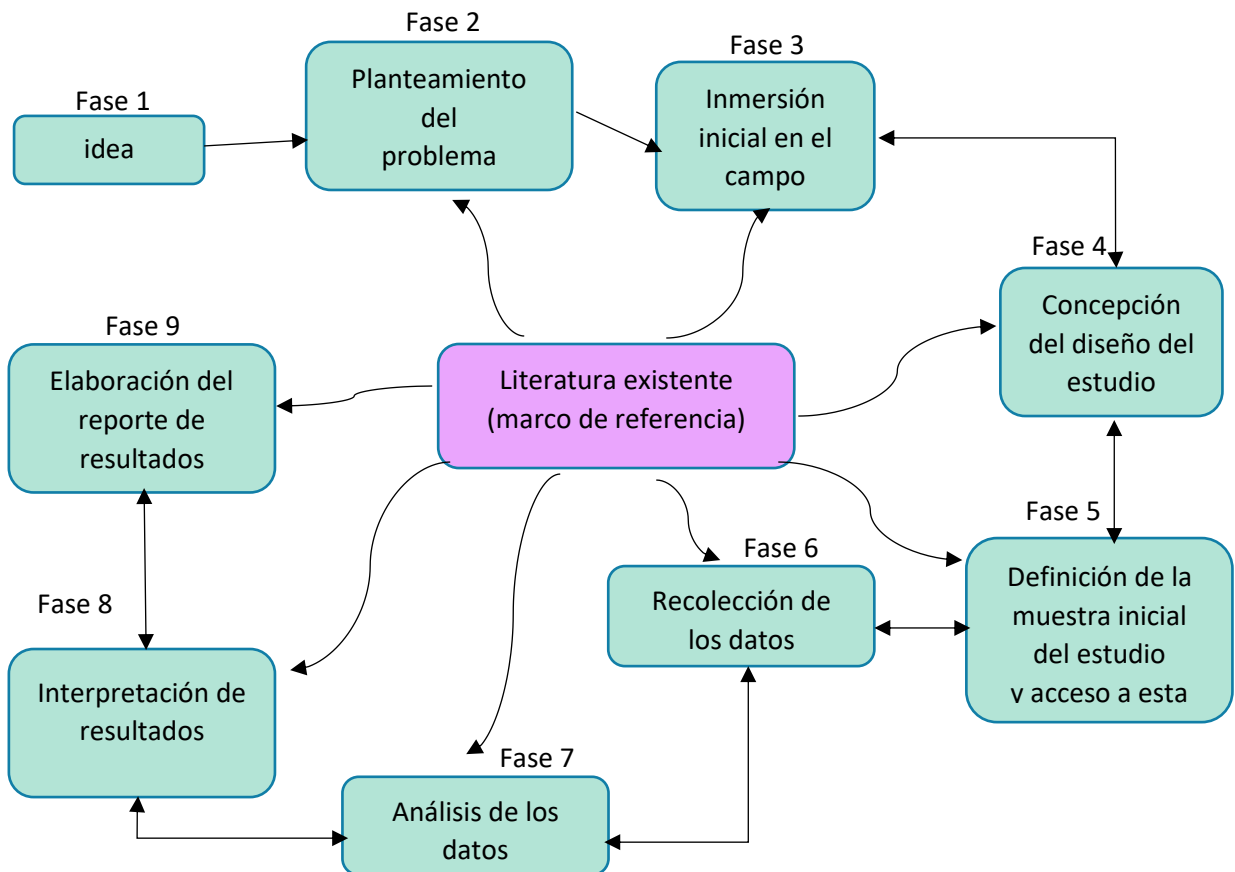 Fase 1
idea
Fase 2
Planteamiento
del
problema
Fase 3
Inmersión
inicial en el
campo
Fase 4
Concepción
del diseño del
estudio
Literatura existente
(marco de referencia)
Fase 5
Definición de la
muestra inicial
del estudio
y acceso a esta
Fase 6
Recolección de
los datos
Fase 7
Análisis de los
datos
Fase 8
Interpretación de
resultados
Fase 9
Elaboración del
reporte de
resultados